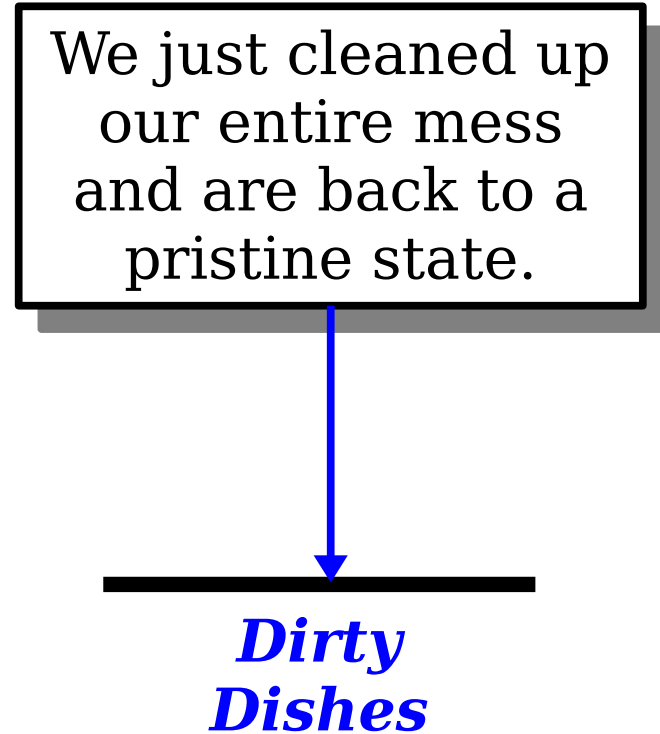 We just cleaned up
our entire mess
and are back to a
pristine state.
Dirty
Dishes